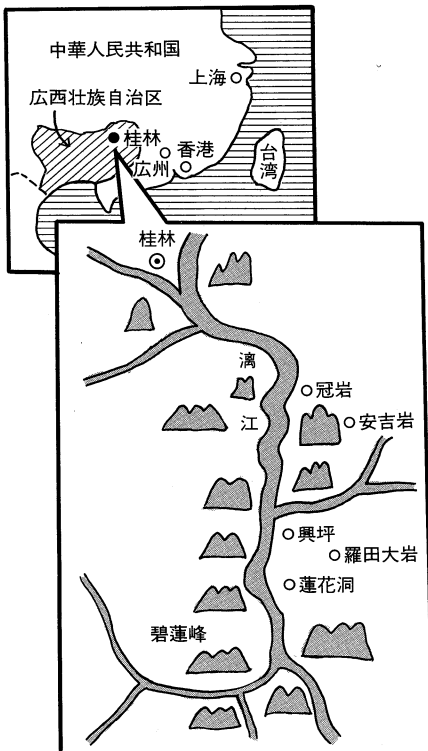 中華人民共和国
上海
広西壮族自治区
桂林
広州
香港
台湾
桂林
漓江
冠岩
安吉岩
興坪
羅田大岩
蓮花洞
碧蓮峰